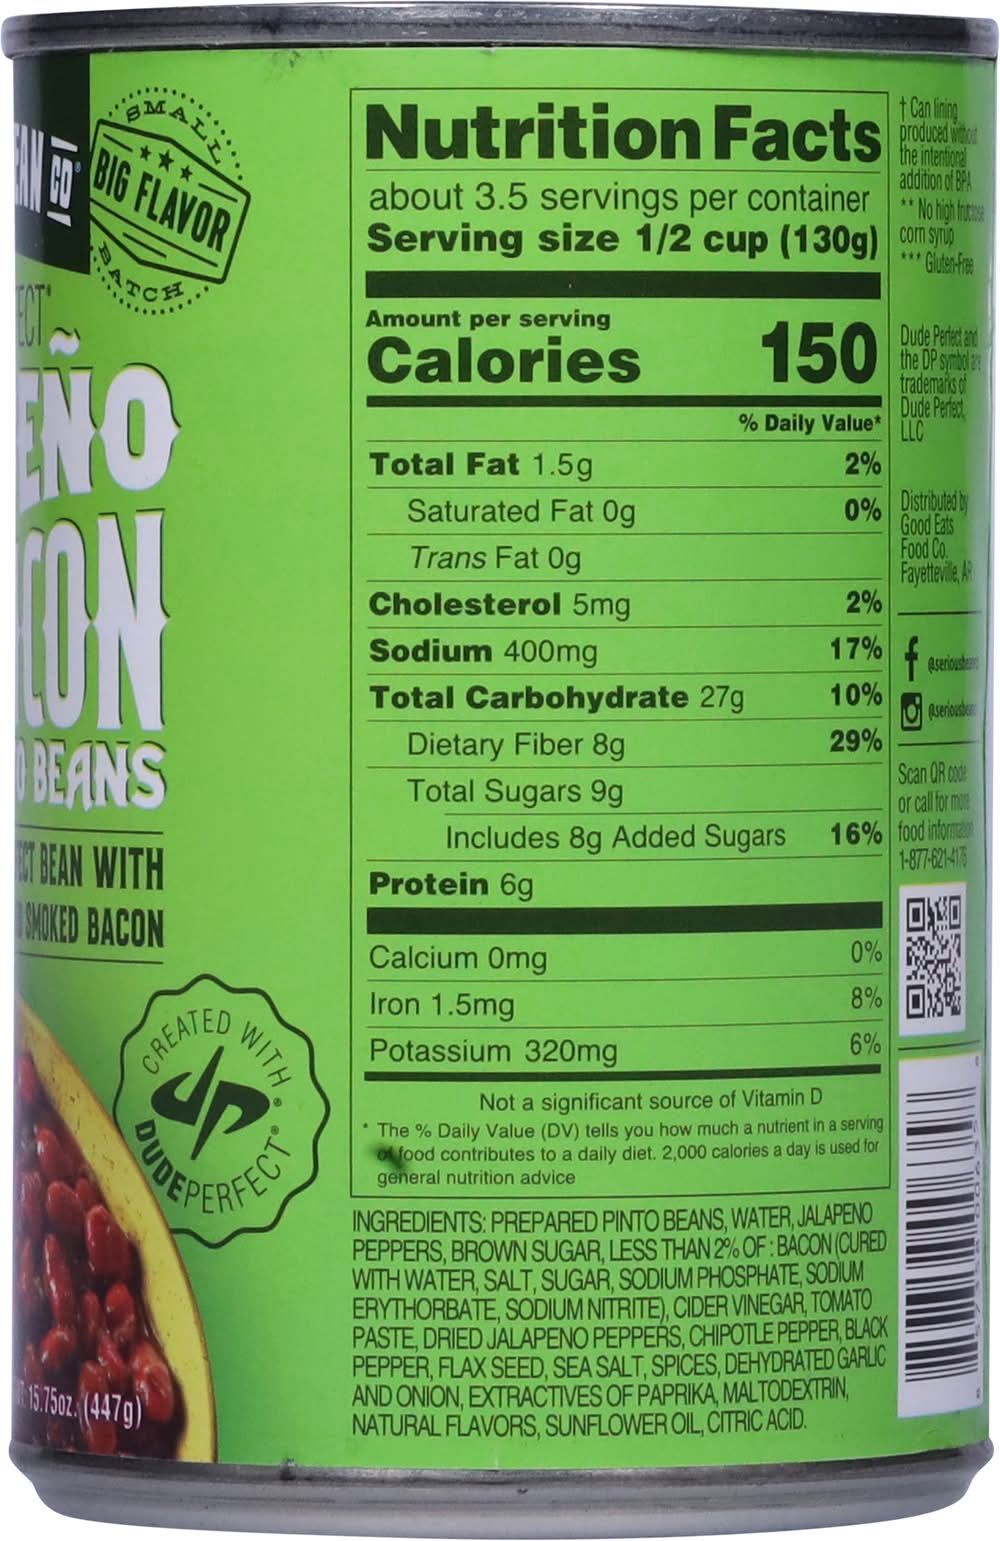 CO
SMALL
BIG FLAVOR
BATCH
BEANS
BEAN WITH
SMOKED BACON
CREATED WITH
dp
DUDEPERFECT®
15.75oz. (447g)
Nutrition Facts
about 3.5 servings per container
Serving size 1/2 cup (130g)
Amount per serving
Calories 150
% Daily Value*
Total Fat 1.5g 2%
Saturated Fat 0g 0%
Trans Fat 0g
Cholesterol 5mg 2%
Sodium 400mg 17%
Total Carbohydrate 27g 10%
Dietary Fiber 8g 29%
Total Sugars 9g
Includes 8g Added Sugars 16%
Protein 6g
Calcium 0mg 0%
Iron 1.5mg 8%
Potassium 320mg 6%
Not a significant source of Vitamin D
* The % Daily Value (DV) tells you how much a nutrient in a serving
of food contributes to a daily diet. 2,000 calories a day is used for
general nutrition advice
INGREDIENTS: PREPARED PINTO BEANS, WATER, JALAPENO
PEPPERS, BROWN SUGAR, LESS THAN 2% OF : BACON (CURED
WITH WATER, SALT, SUGAR, SODIUM PHOSPHATE, SODIUM
ERYTHORBATE, SODIUM NITRITE), CIDER VINEGAR, TOMATO
PASTE, DRIED JALAPENO PEPPERS, CHIPOTLE PEPPER, BLACK
PEPPER, FLAX SEED, SEA SALT, SPICES, DEHYDRATED GARLIC
AND ONION, EXTRACTIVES OF PAPRIKA, MALTODEXTRIN,
NATURAL FLAVORS, SUNFLOWER OIL, CITRIC ACID.
† Can lining
produced without
the intentional
addition of BPA
** No high fructose
corn syrup
*** Gluten-Free
Dude Perfect and
the DP symbol are
trademarks of
Dude Perfect,
LLC
Distributed by
Good Eats
Food Co.
Fayetteville, AR
Scan QR code
or call for more
food information
1-877-621-4176